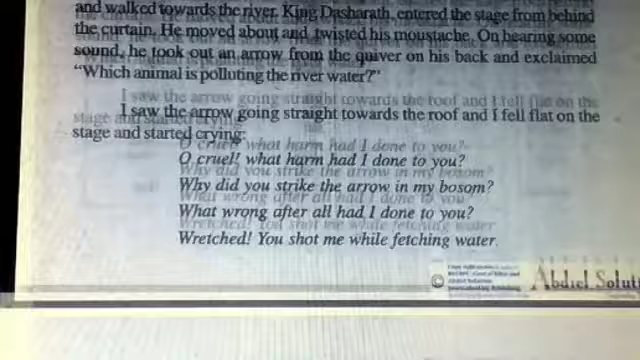 and walked towards the river. King Dasharath, entered the stage from behind
the curtain. He moved about and twisted his moustache. On hearing some
sound, he took out an arrow from the quiver on his back and exclaimed
“Which animal is polluting the river water?”
I saw the arrow going straight towards the roof and I fell flat on the
stage and started crying:
O cruel! what harm had I done to you?
Why did you strike the arrow in my bosom?
What wrong after all had I done to you?
Wretched! You shot me while fetching water.
© Abdiel Soluti